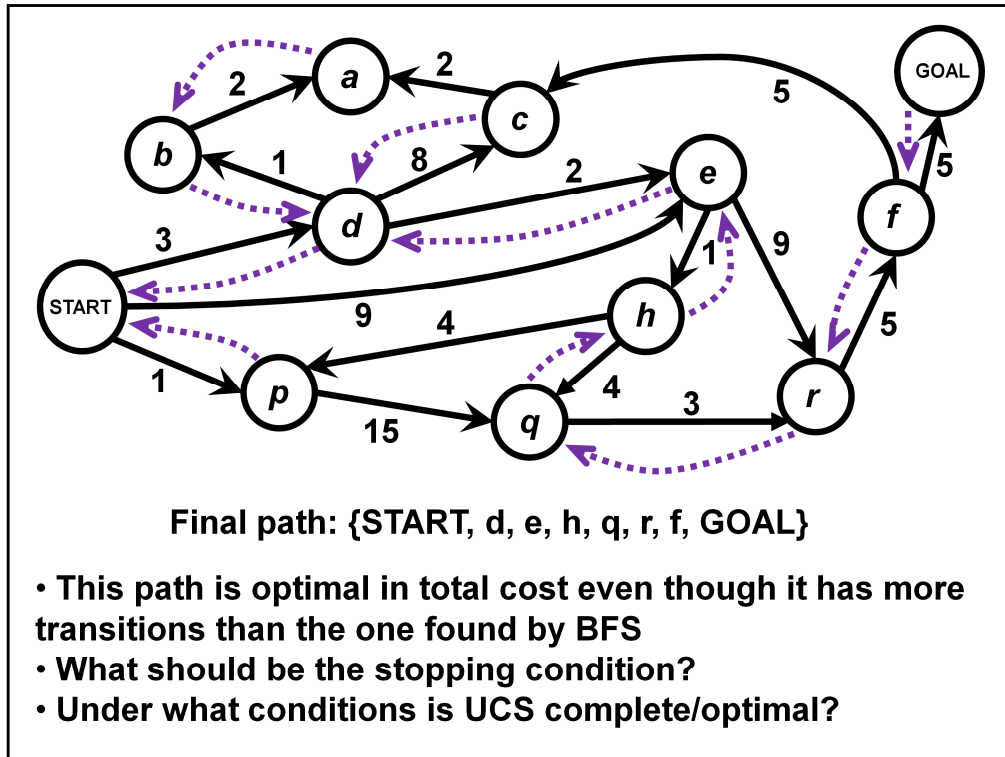 GOAL
a
2
2
5
c
b
5
8
1
2
e
f
d
3
9
1
START
h
9
4
5
1
p
4
3
r
15
q
Final path: {START, d, e, h, q, r, f, GOAL}
• This path is optimal in total cost even though it has more
transitions than the one found by BFS
• What should be the stopping condition?
• Under what conditions is UCS complete/optimal?